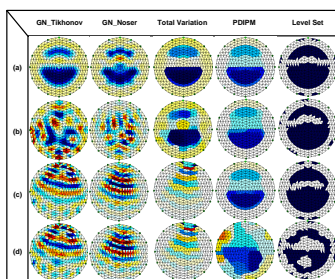 GN_Tikhonov GN_Noser Total Variation PDIPM Level Set
(a)
(b)
(c)
(d)